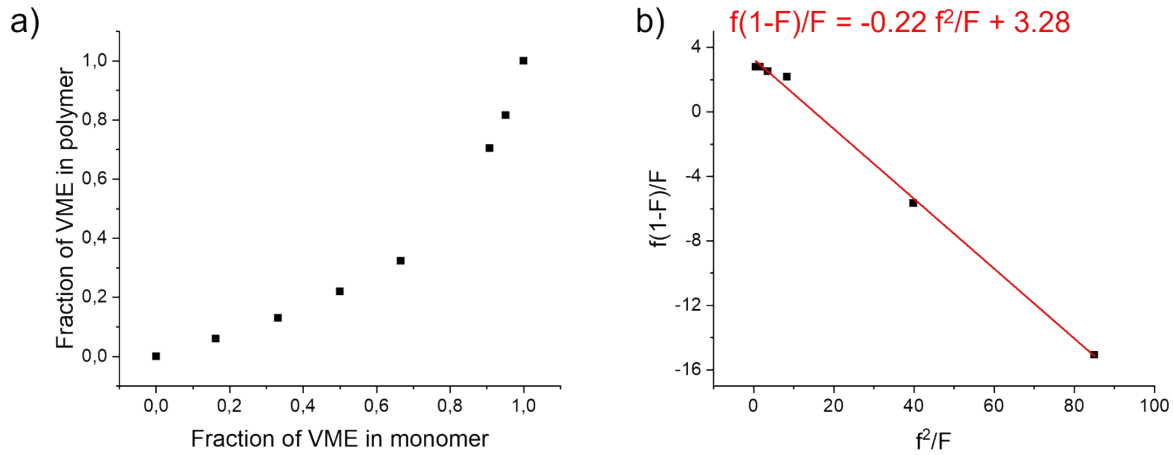 a)
Fraction of VME in polymer
1,0
0,8
0,6
0,4
0,2
0,0
0,0 0,2 0,4 0,6 0,8 1,0
Fraction of VME in monomer
b)
f(1-F)/F = -0.22 f²/F + 3.28
f(1-F)/F
4
0
-4
-8
-12
-16
0 20 40 60 80 100
f²/F